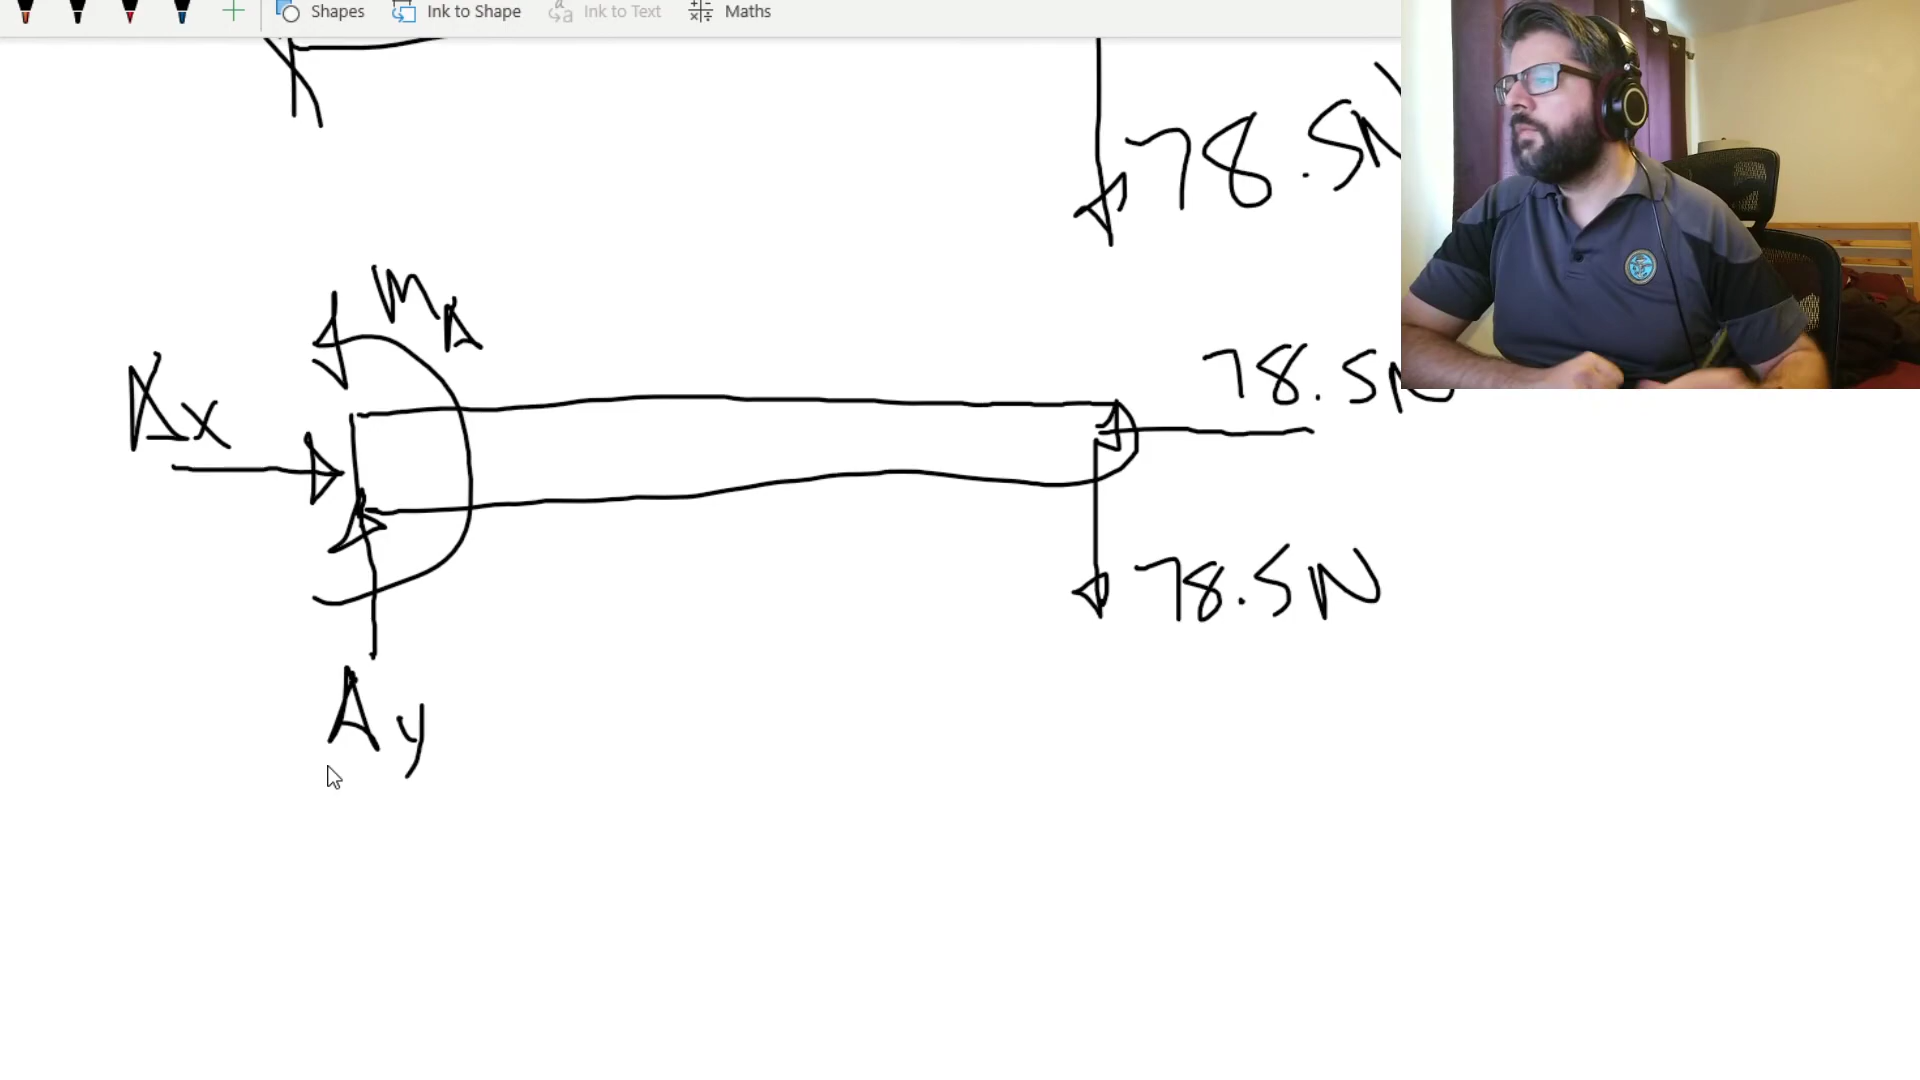 Shapes Ink to Shape Ink to Text Maths
78.5N
MA
Ax
78.5N
78.5N
Ay